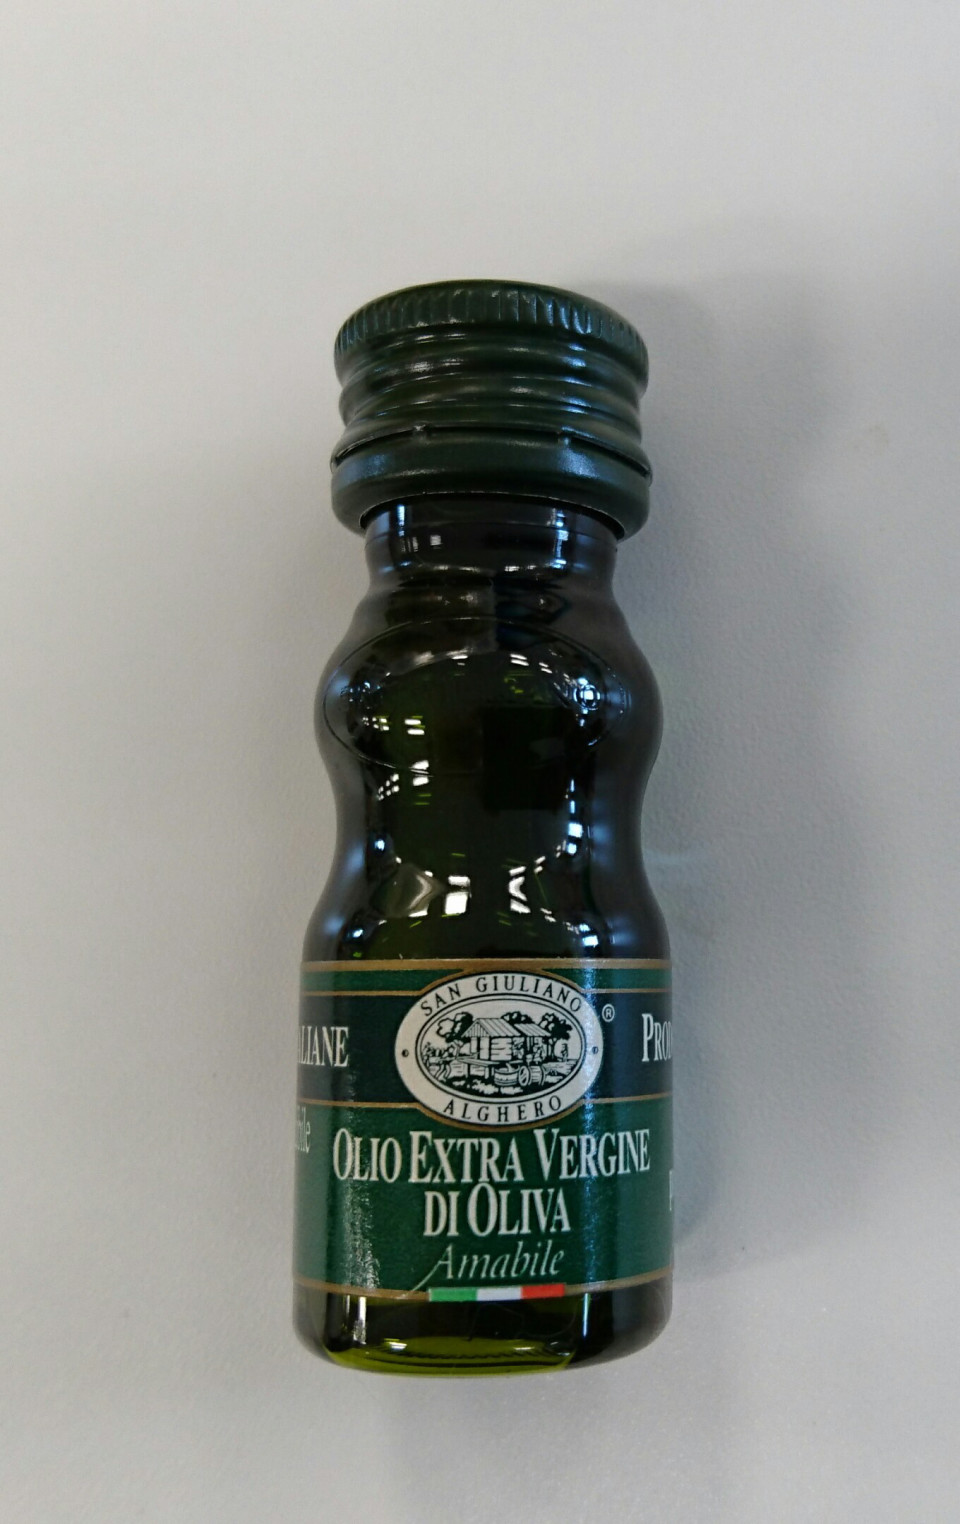 SAN GIULIANO
®
ALGHERO
OLIO EXTRA VERGINE
DI OLIVA
Amabile